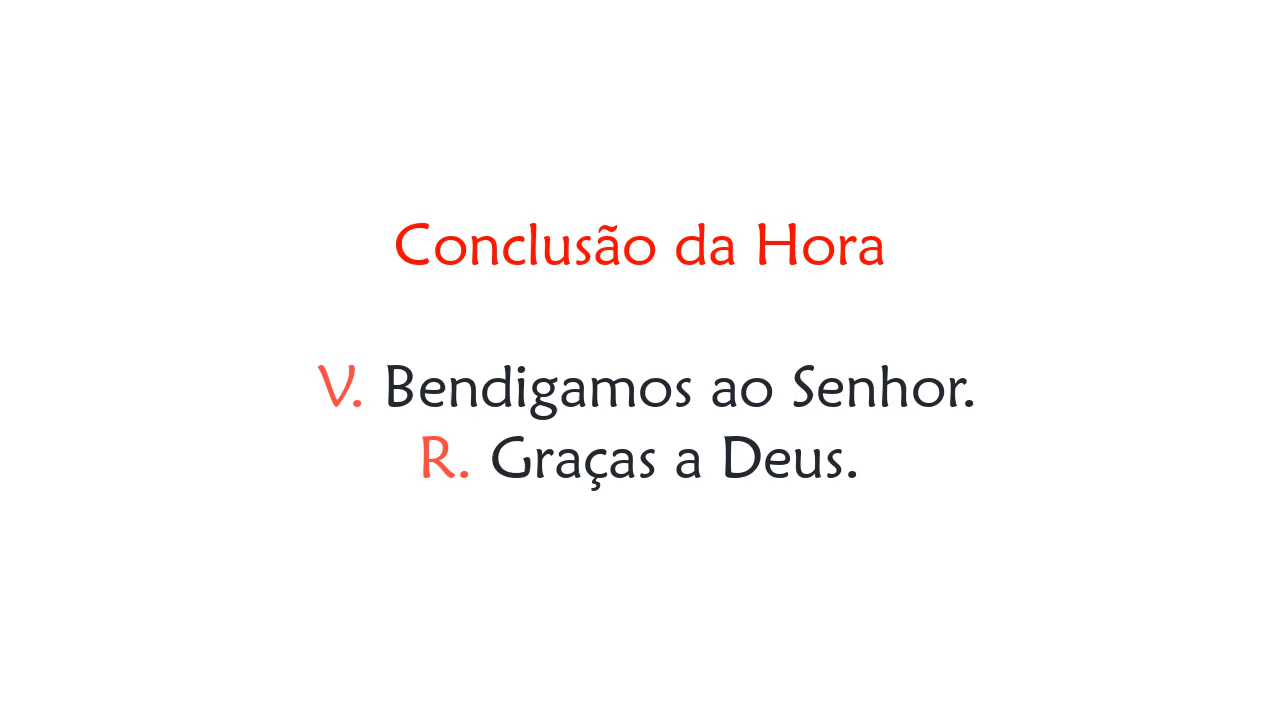 Conclusão da Hora
V. Bendigamos ao Senhor.
R. Graças a Deus.